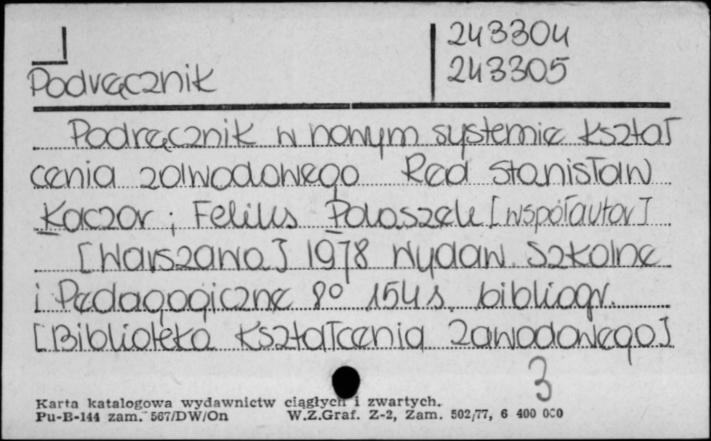 243304
Podręcznik 243305
Podręcznik w nowym systemie kształ
cenia zawodowego Red Stanisław
Kaczor ; Feliks [współautor]
[Warszawa] 1978 Wydaw. Szkolne
i Pedagogiczne 8° 154 s. bibliogr.
[Biblioteka Kształcenia Zawodowego]
3
Karta katalogowa wydawnictw ciągłych i zwartych.
Pu-B-144 zam. 567/DW/On W.Z.Graf. Z-2, Zam. 502/77, 6 400 000